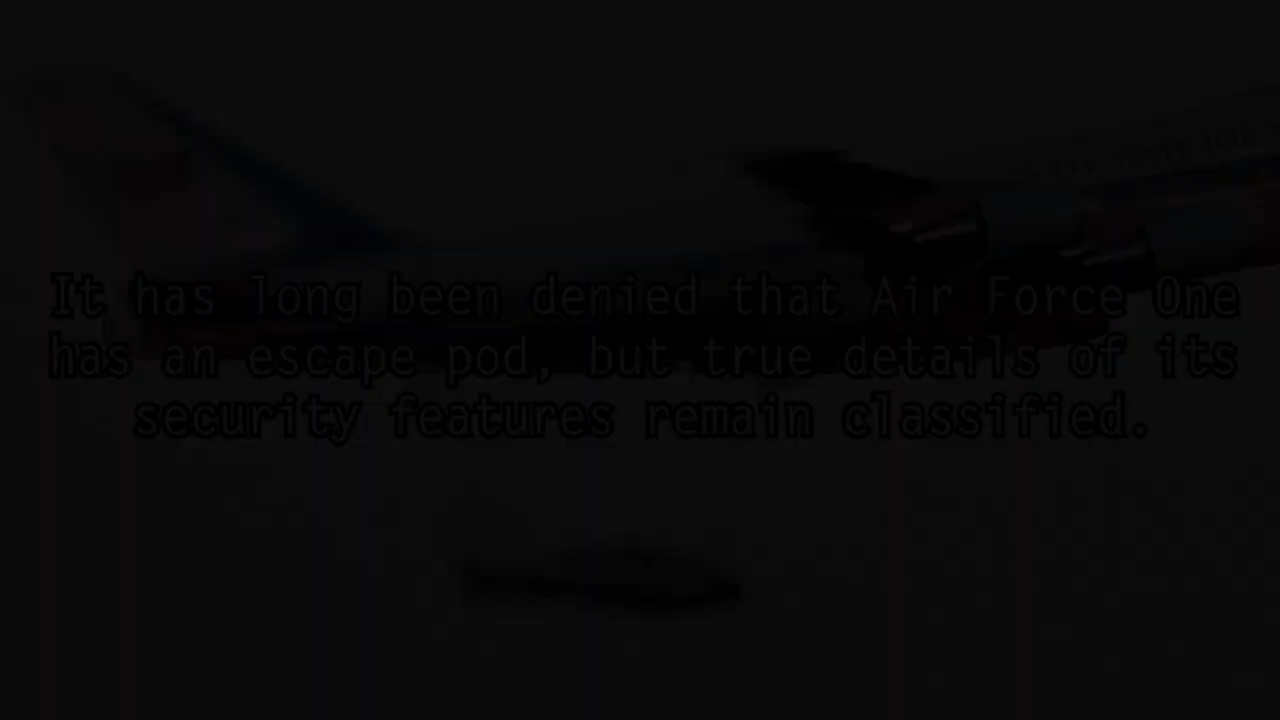 It has long been denied that Air Force One
has an escape pod, but true details of its
security features remain classified.